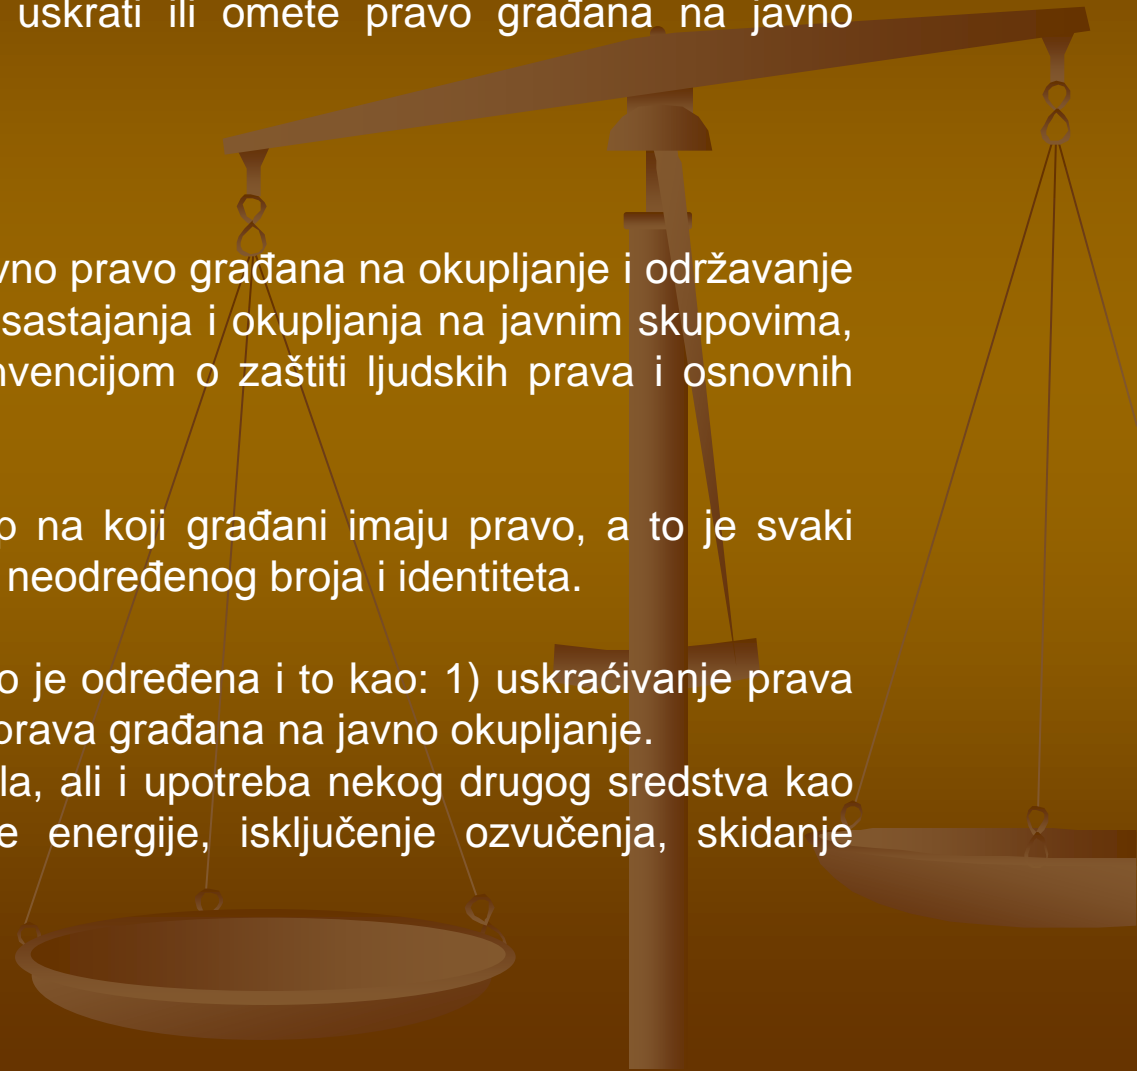 uskrati ili omete pravo građana na javno
vno pravo građana na okupljanje i održavanje
sastajanja i okupljanja na javnim skupovima,
nvencijom o zaštiti ljudskih prava i osnovnih
p na koji građani imaju pravo, a to je svaki
neodređenog broja i identiteta.
o je određena i to kao: 1) uskraćivanje prava
prava građana na javno okupljanje.
la, ali i upotreba nekog drugog sredstva kao
e energije, isključenje ozvučenja, skidanje